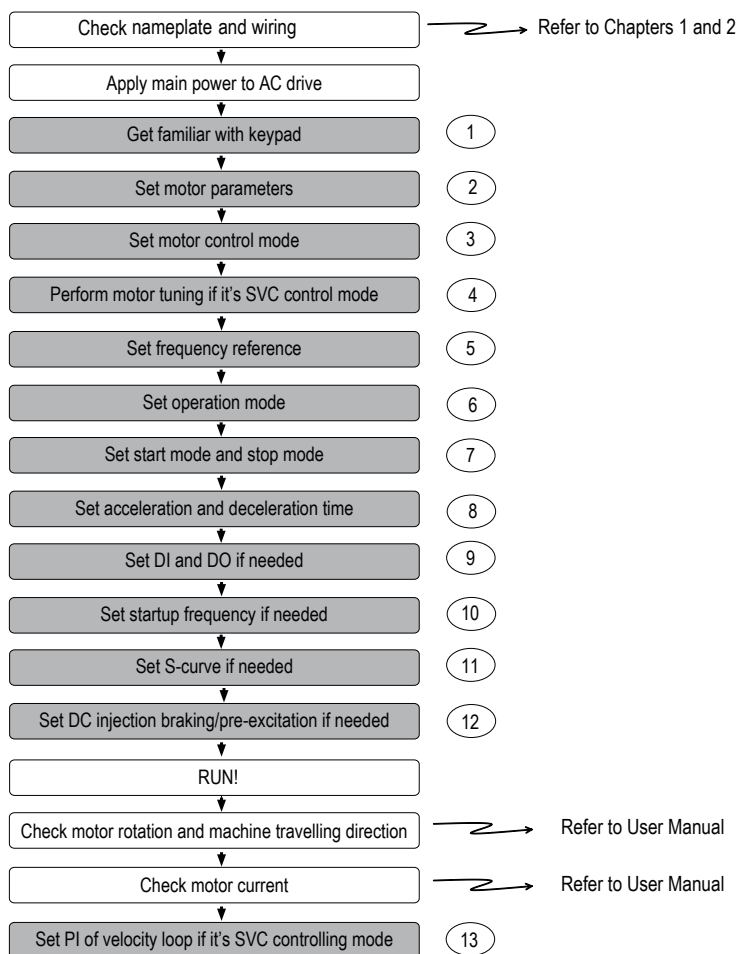 Check nameplate and wiring
Refer to Chapters 1 and 2
Apply main power to AC drive
Get familiar with keypad
1
Set motor parameters
2
Set motor control mode
3
Perform motor tuning if it's SVC control mode
4
Set frequency reference
5
Set operation mode
6
Set start mode and stop mode
7
Set acceleration and deceleration time
8
Set DI and DO if needed
9
Set startup frequency if needed
10
Set S-curve if needed
11
Set DC injection braking/pre-excitation if needed
12
RUN!
Check motor rotation and machine travelling direction
Refer to User Manual
Check motor current
Refer to User Manual
Set PI of velocity loop if it's SVC controlling mode
13